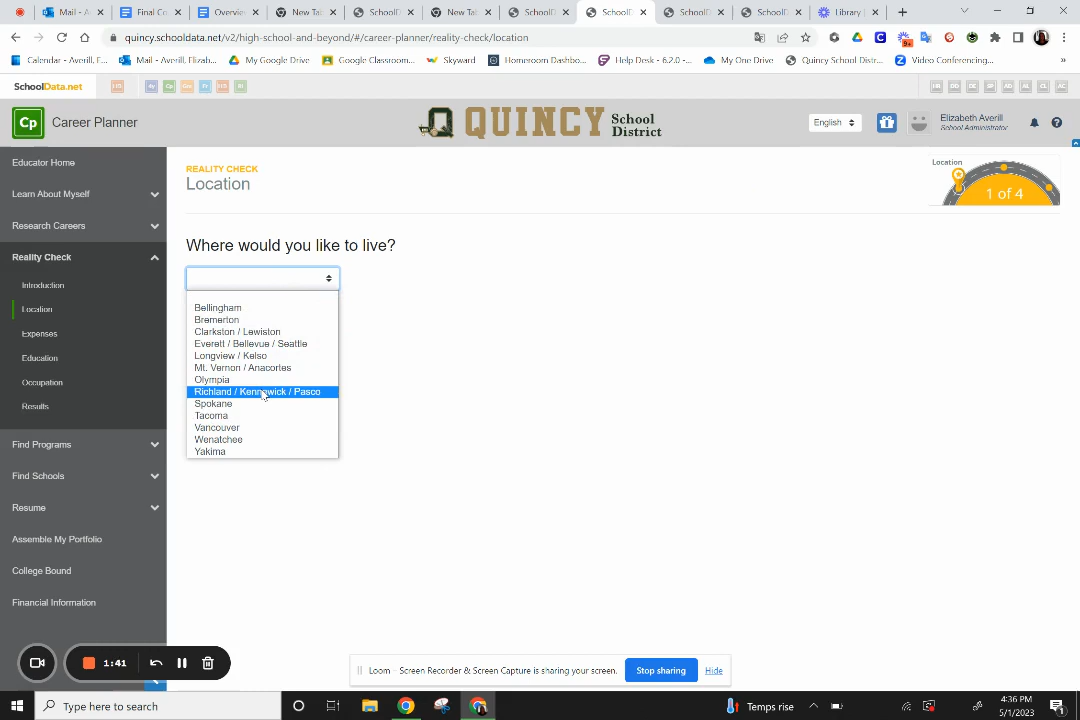 Mail - A
Final Co
Overview
New Tab
SchoolD
New Tab
SchoolD
SchoolD
SchoolD
SchoolD
Library |
quincy.schooldata.net/v2/high-school-and-beyond/#/career-planner/reality-check/location
9+
Calendar - Averill, E...
Mail - Averill, Elizab...
My Google Drive
Google Classroom...
Skyward
Homeroom Dashbo...
Help Desk - 6.2.0 -...
My One Drive
Quincy School Distr...
Video Conferencing...
»
SchoolData.net
Cp
Career Planner
QUINCY School District
English
Elizabeth Averill
School Administrator
Educator Home
Learn About Myself
Research Careers
Reality Check
Introduction
Location
Expenses
Education
Occupation
Results
Find Programs
Find Schools
Resume
Assemble My Portfolio
College Bound
Financial Information
REALITY CHECK
Location
Location
1 of 4
Where would you like to live?
Bellingham
Bremerton
Clarkston / Lewiston
Everett / Bellevue / Seattle
Longview / Kelso
Mt. Vernon / Anacortes
Olympia
Richland / Kennewick / Pasco
Spokane
Tacoma
Vancouver
Wenatchee
Yakima
1:41
Loom – Screen Recorder & Screen Capture is sharing your screen.
Stop sharing
Hide
Type here to search
Temps rise
4:36 PM
5/1/2023